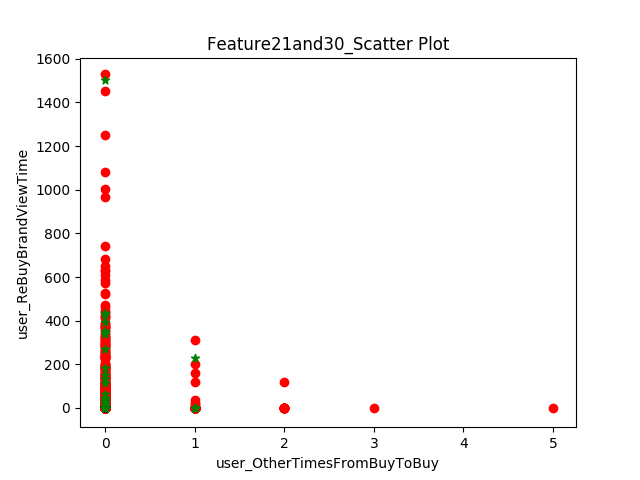 Feature21and30_Scatter Plot
1600
1400
1200
1000
800
600
400
200
0
user_ReBuyBrandViewTime
0 1 2 3 4 5
user_OtherTimesFromBuyToBuy